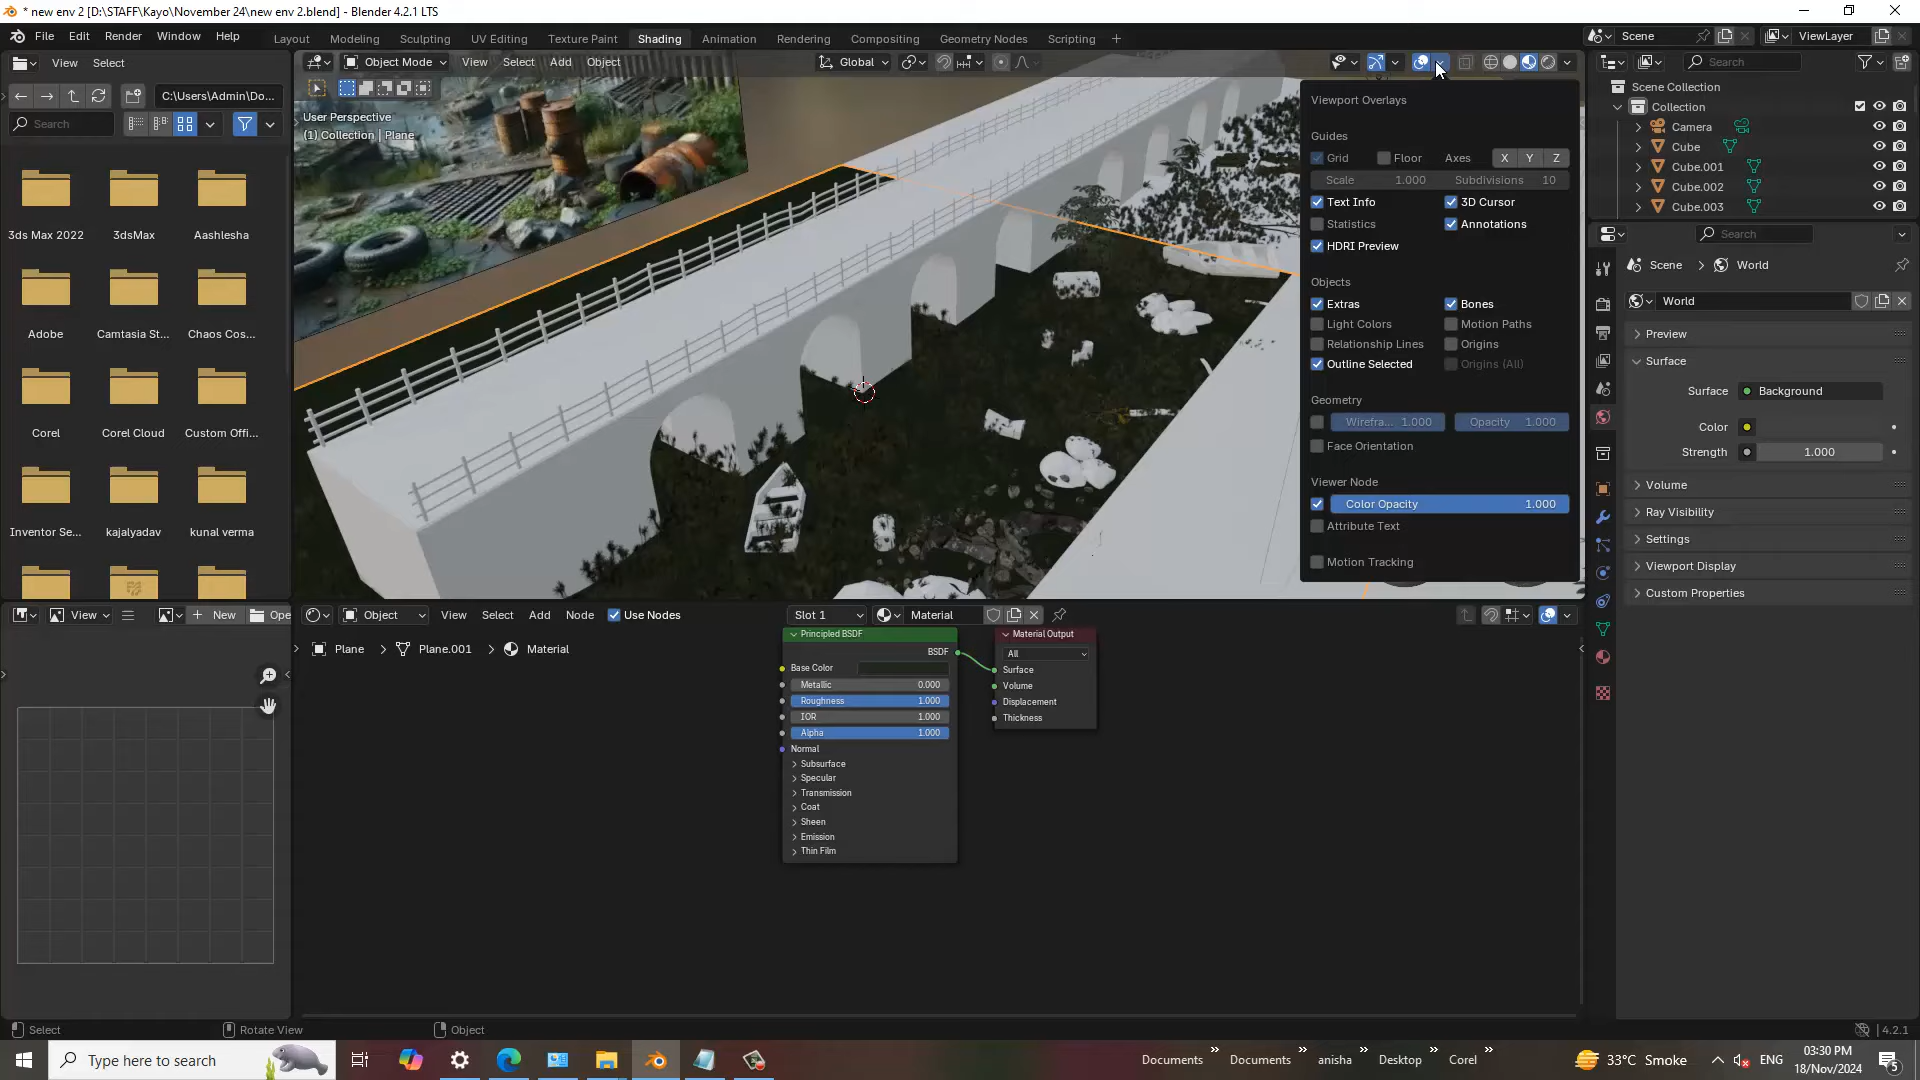 * new env 2 [D:\STAFF\Kayo\November 24\new env 2.blend] - Blender 4.2.1 LTS
File Edit Render Window Help
Layout Modeling Sculpting UV Editing Texture Paint Shading Animation Rendering Compositing Geometry Nodes Scripting +
Scene
ViewLayer
View Select
Object Mode View Select Add Object
Global
Search
C:\Users\Admin\Do...
Search
User Perspective
(1) Collection | Plane
3ds Max 2022
3dsMax
Aashlesha
Adobe
Camtasia St...
Chaos Cos...
Corel
Corel Cloud
Custom Offi...
Inventor Se...
kajalyadav
kunal verma
Viewport Overlays
Guides
Grid Floor Axes X Y Z
Scale 1.000 Subdivisions 10
Text Info 3D Cursor
Statistics Annotations
HDRI Preview
Objects
Extras Bones
Light Colors Motion Paths
Relationship Lines Origins
Outline Selected Origins (All)
Geometry
Wirefra... 1.000 Opacity 1.000
Face Orientation
Viewer Node
Color Opacity 1.000
Attribute Text
Motion Tracking
Scene Collection
Collection
Camera
Cube
Cube.001
Cube.002
Cube.003
Search
Scene > World
World
Preview
Surface
Surface Background
Color
Strength 1.000
Volume
Ray Visibility
Settings
Viewport Display
Custom Properties
View
New
Ope
Object View Select Add Node Use Nodes
Slot 1
Material
Plane > Plane.001 > Material
Principled BSDF
BSDF
Base Color
Metallic 0.000
Roughness 1.000
IOR 1.000
Alpha 1.000
Normal
Subsurface
Specular
Transmission
Coat
Sheen
Emission
Thin Film
Material Output
All
Surface
Volume
Displacement
Thickness
Select
Rotate View
Object
4.2.1
Type here to search
Documents
Documents
anisha
Desktop
Corel
33°C Smoke
ENG
03:30 PM
18/Nov/2024
5